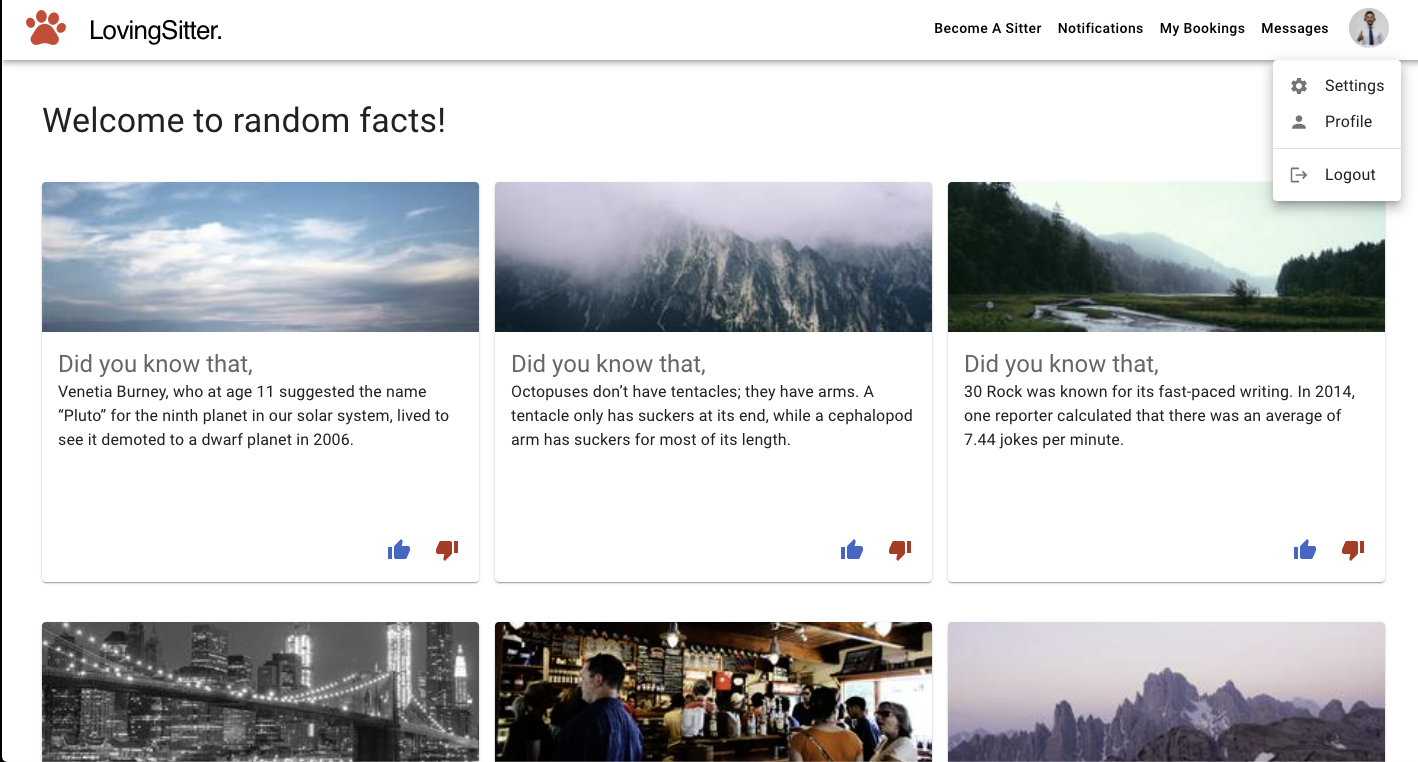 LovingSitter.
Become A Sitter Notifications My Bookings Messages
Settings
Profile
Logout
Welcome to random facts!
Did you know that,
Venetia Burney, who at age 11 suggested the name
“Pluto” for the ninth planet in our solar system, lived to
see it demoted to a dwarf planet in 2006.
Did you know that,
Octopuses don’t have tentacles; they have arms. A
tentacle only has suckers at its end, while a cephalopod
arm has suckers for most of its length.
Did you know that,
30 Rock was known for its fast-paced writing. In 2014,
one reporter calculated that there was an average of
7.44 jokes per minute.